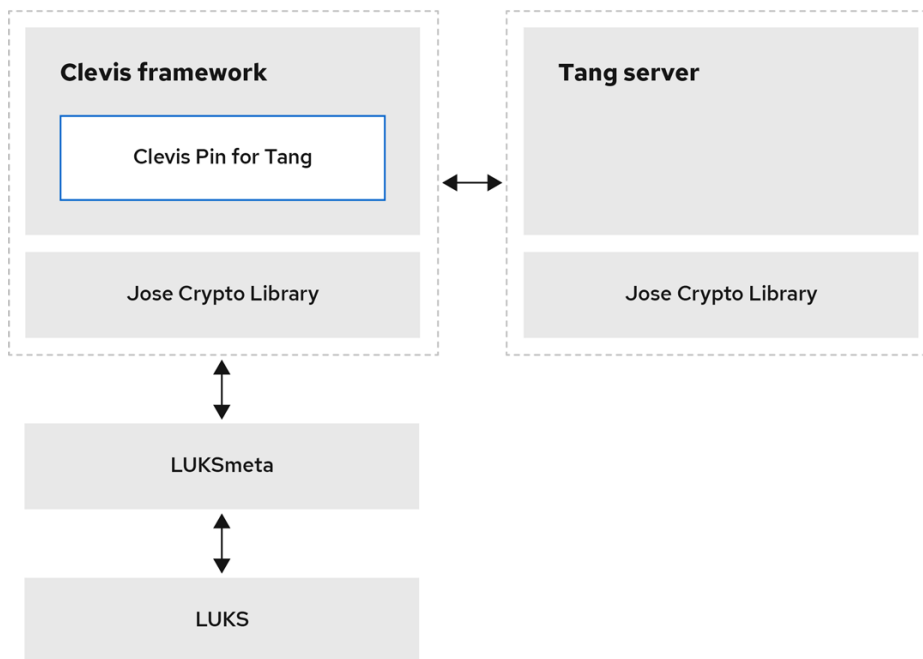 Clevis framework
Clevis Pin for Tang
Jose Crypto Library
Tang server
Jose Crypto Library
LUKSmeta
LUKS